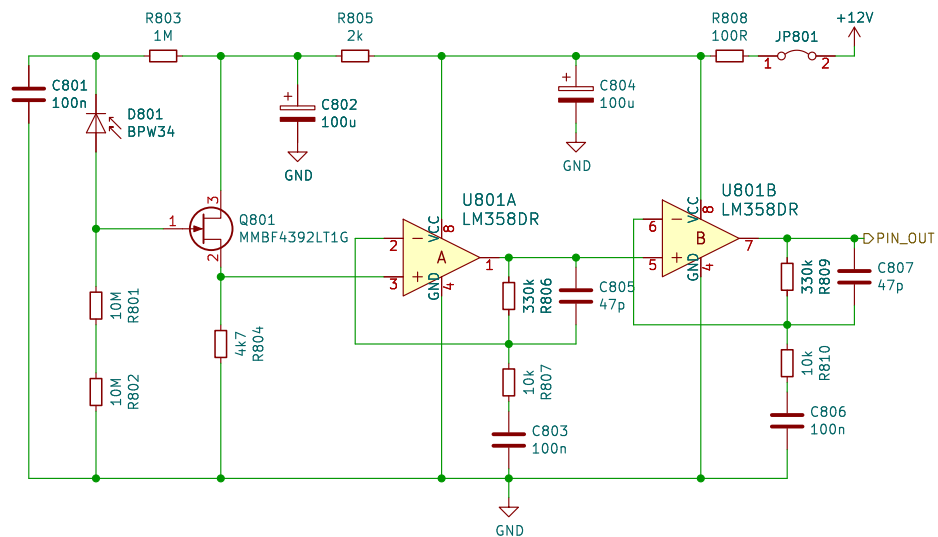 R803
1M
R805
2k
R808
100R
JP801
1
2
+12V
C801
100n
D801
BPW34
+
C802
100u
GND
+
C804
100u
GND
3
1
2
Q801
MMBF4392LT1G
U801A
LM358DR
VCC
8
2
−
A
1
3
+
GND
4
U801B
LM358DR
VCC
8
6
−
B
7
5
+
GND
4
PIN_OUT
10M
R801
10M
R802
4k7
R804
330k
R806
C805
47p
10k
R807
C803
100n
330k
R809
C807
47p
10k
R810
C806
100n
GND